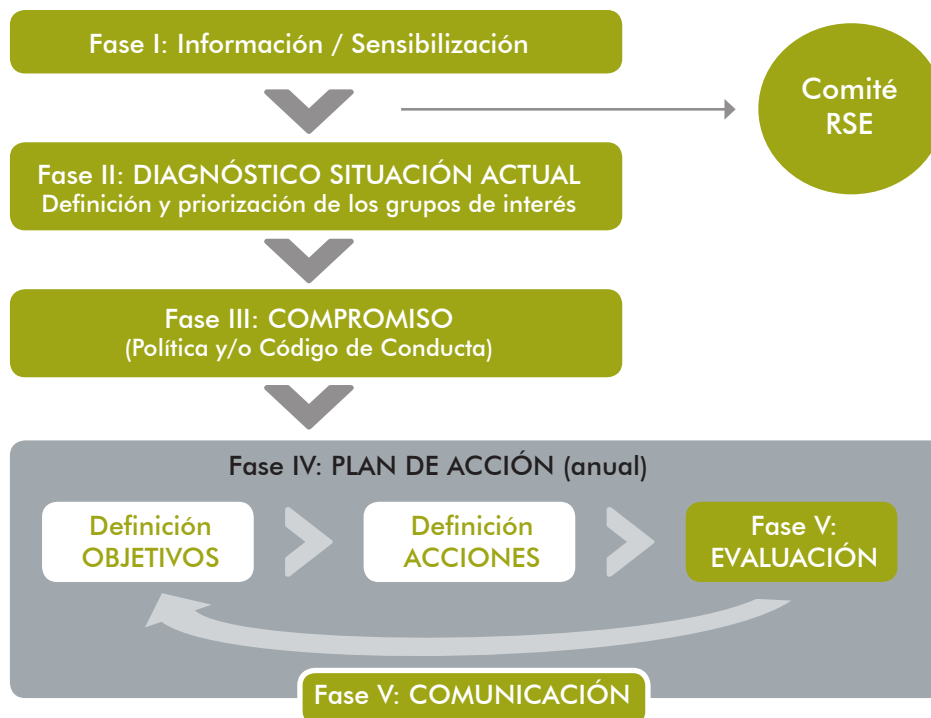 Fase I: Información / Sensibilización
Comité
RSE
Fase II: DIAGNÓSTICO SITUACIÓN ACTUAL
Definición y priorización de los grupos de interés
Fase III: COMPROMISO
(Política y/o Código de Conducta)
Fase IV: PLAN DE ACCIÓN (anual)
Definición
OBJETIVOS
Definición
ACCIONES
Fase V:
EVALUACIÓN
Fase V: COMUNICACIÓN